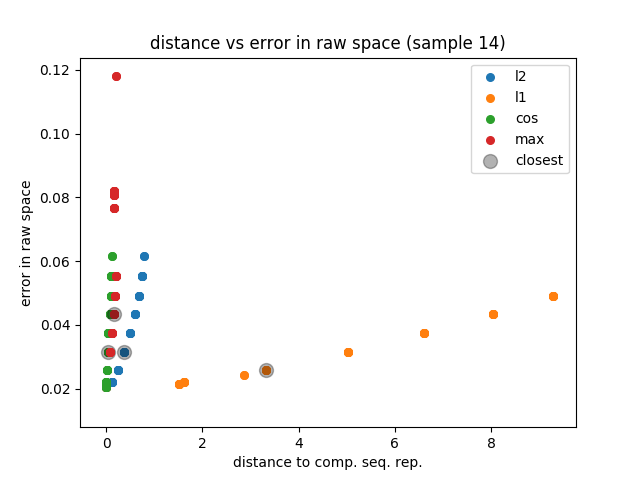 distance vs error in raw space (sample 14)
error in raw space
0.12
0.10
0.08
0.06
0.04
0.02
l2
l1
cos
max
closest
0
2
4
6
8
distance to comp. seq. rep.